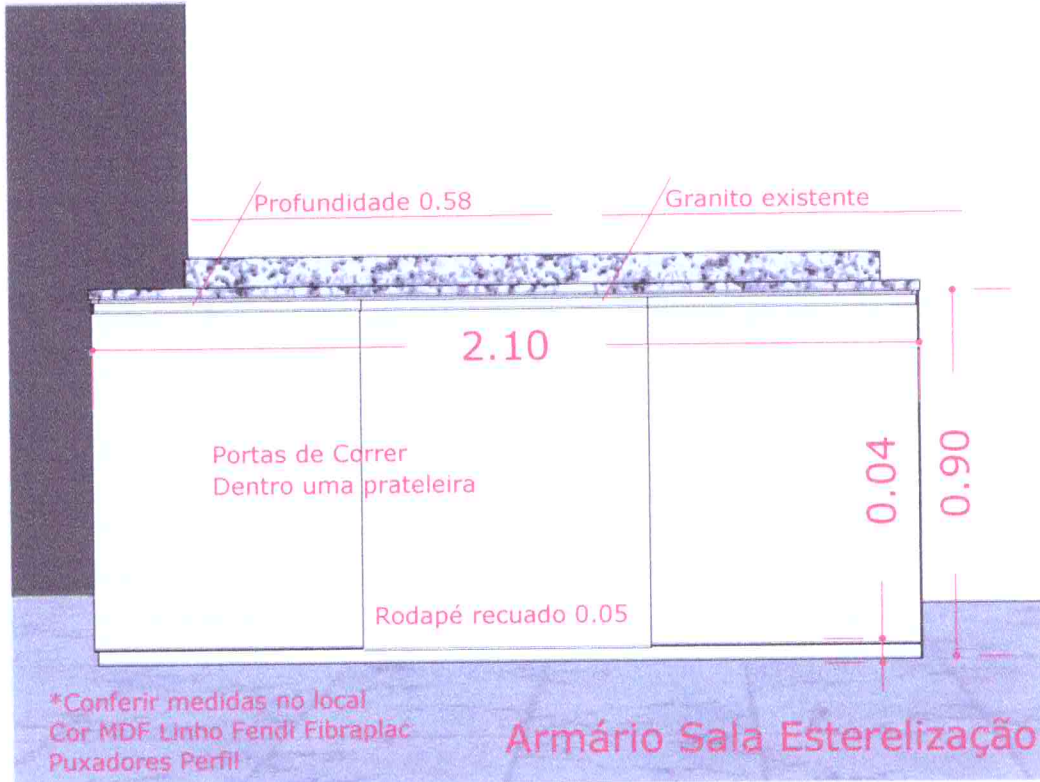 Profundidade 0.58
Granito existente
2.10
Portas de Correr
Dentro uma prateleira
0.04
0.90
Rodapé recuado 0.05
*Conferir medidas no local
Cor MDF Linho Fendi Fibraplac
Puxadores Perfil
Armário Sala Esterelização